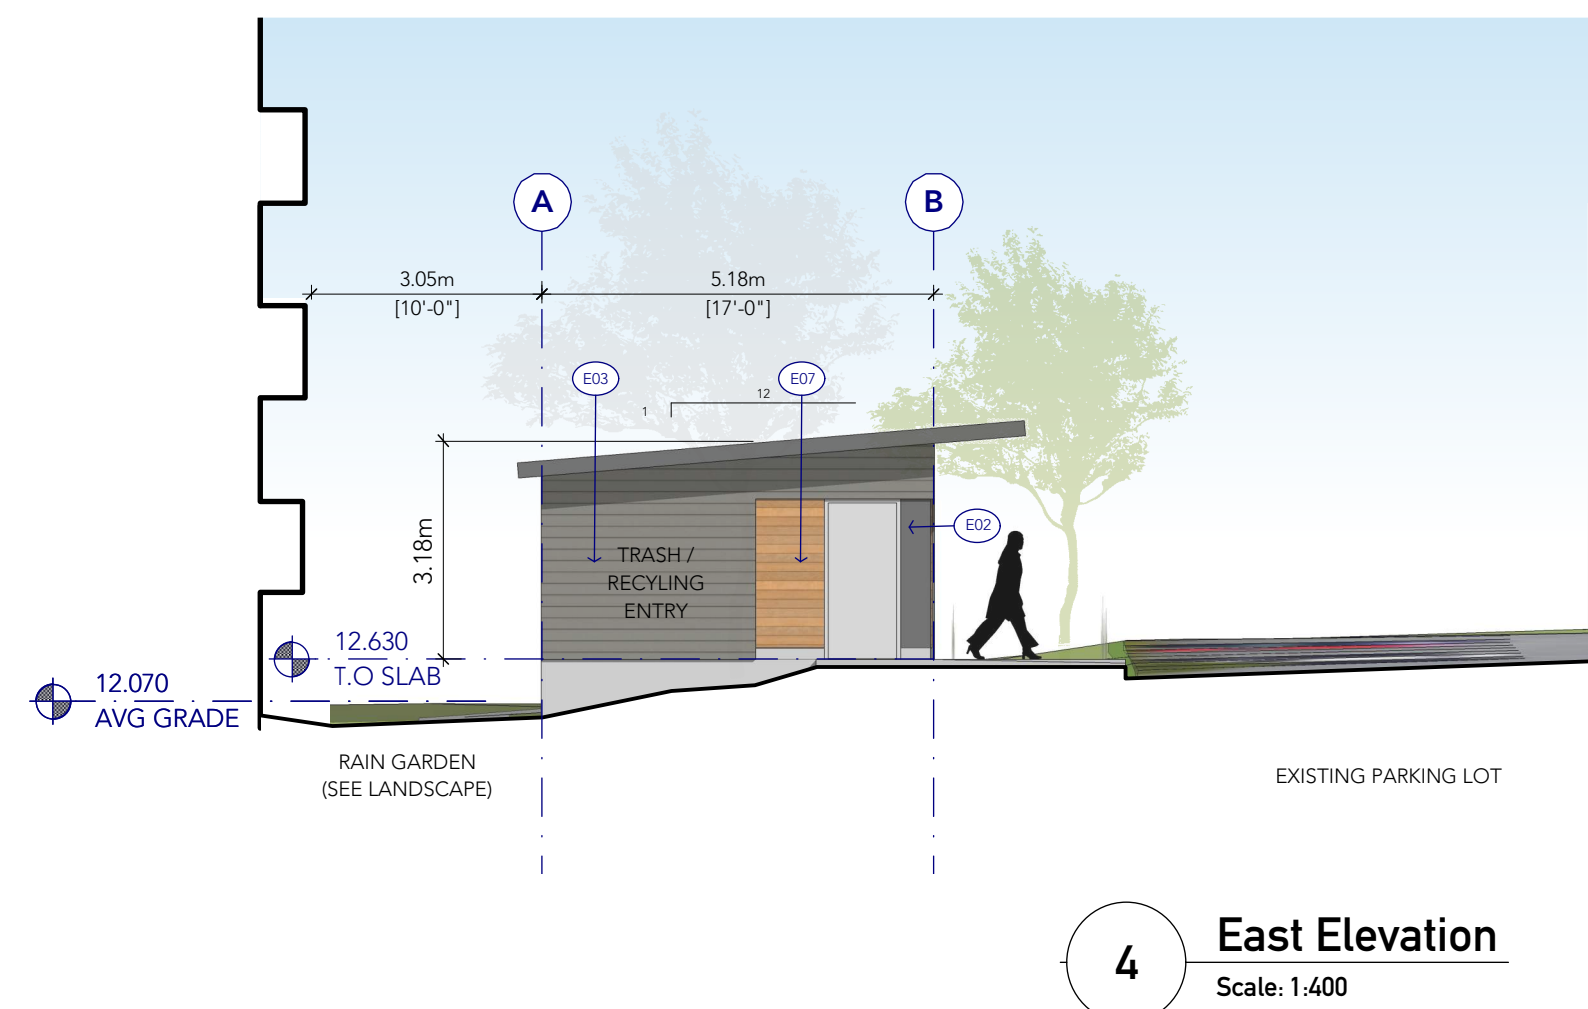 A
B
3.05m
[10'-0"]
5.18m
[17'-0"]
E03
E07
12
1
3.18m
E02
TRASH /
RECYLING
ENTRY
12.630
T.O SLAB
12.070
AVG GRADE
RAIN GARDEN
(SEE LANDSCAPE)
EXISTING PARKING LOT
4
East Elevation
Scale: 1:400